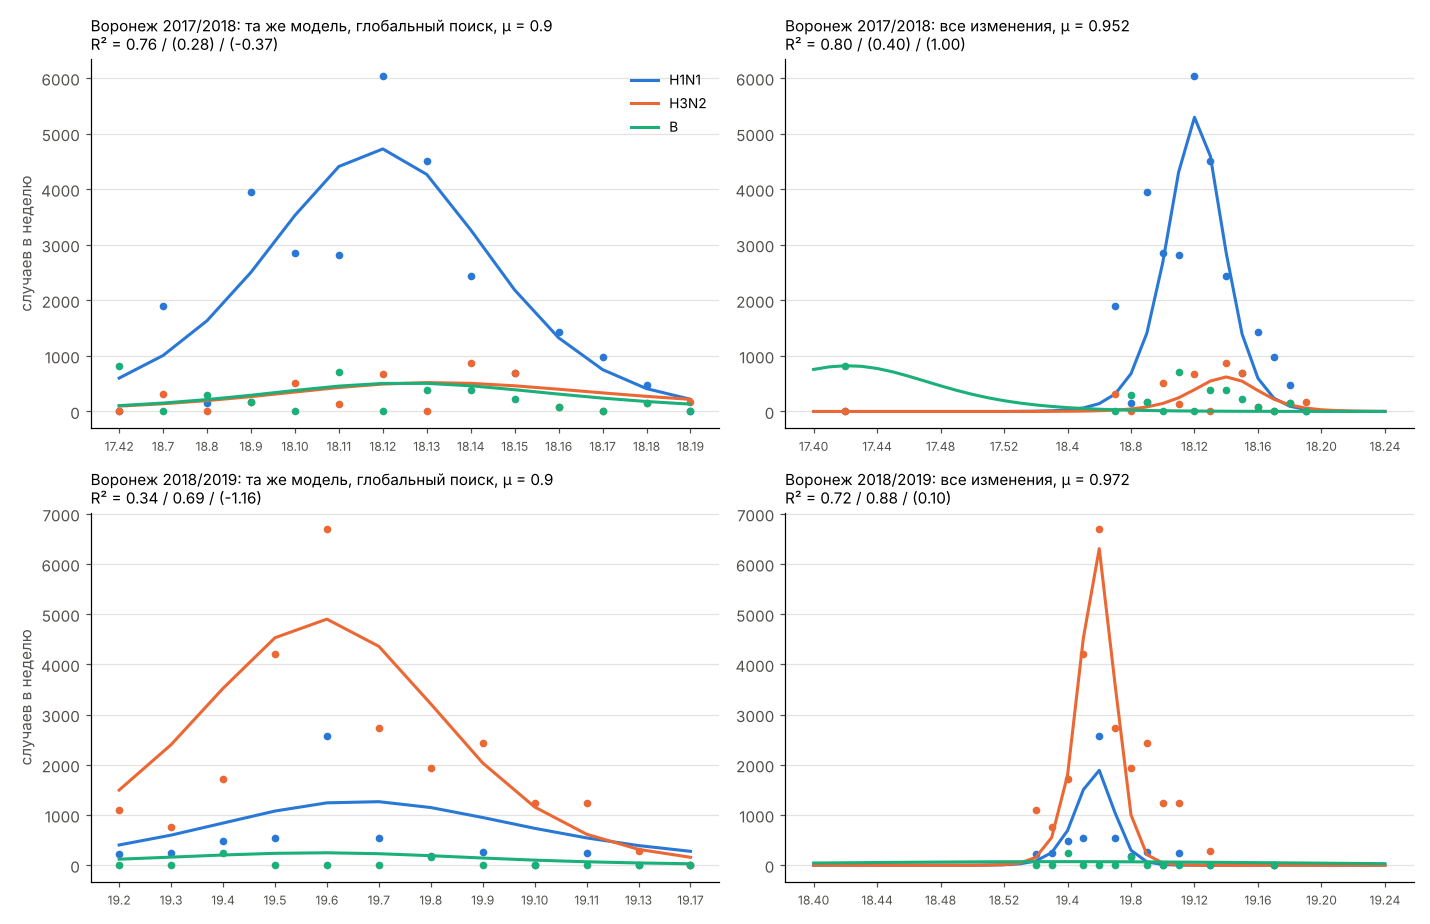 Воронеж 2017/2018: та же модель, глобальный поиск, μ = 0.9
R² = 0.76 / (0.28) / (-0.37)
случаев в неделю
6000
5000
4000
3000
2000
1000
0
H1N1
H3N2
B
17.42 18.7 18.8 18.9 18.10 18.11 18.12 18.13 18.14 18.15 18.16 18.17 18.18 18.19
Воронеж 2017/2018: все изменения, μ = 0.952
R² = 0.80 / (0.40) / (1.00)
6000
5000
4000
3000
2000
1000
0
17.40 17.44 17.48 17.52 18.4 18.8 18.12 18.16 18.20 18.24
Воронеж 2018/2019: та же модель, глобальный поиск, μ = 0.9
R² = 0.34 / 0.69 / (-1.16)
случаев в неделю
7000
6000
5000
4000
3000
2000
1000
0
19.2 19.3 19.4 19.5 19.6 19.7 19.8 19.9 19.10 19.11 19.13 19.17
Воронеж 2018/2019: все изменения, μ = 0.972
R² = 0.72 / 0.88 / (0.10)
7000
6000
5000
4000
3000
2000
1000
0
18.40 18.44 18.48 18.52 19.4 19.8 19.12 19.16 19.20 19.24